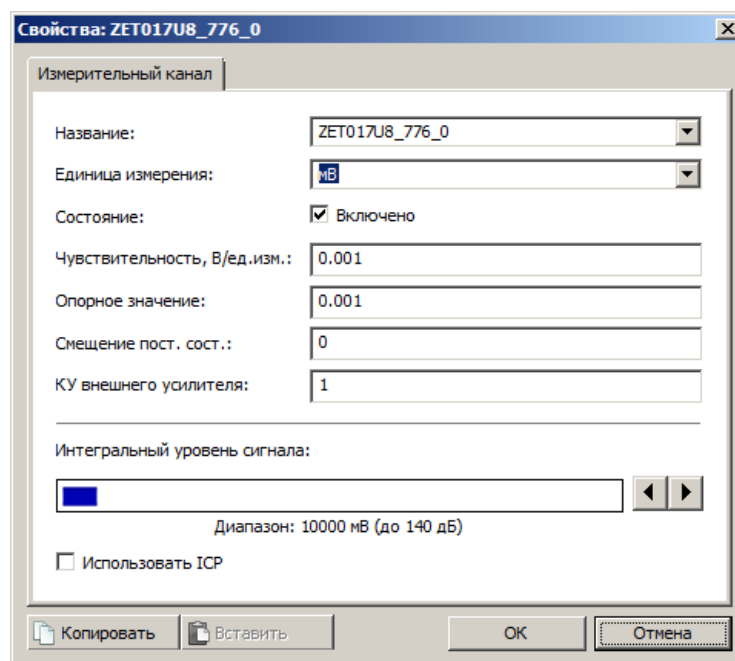 Свойства: ZET017U8_776_0
Измерительный канал
Название: ZET017U8_776_0
Единица измерения: мВ
Состояние: Включено
Чувствительность, В/ед.изм.: 0.001
Опорное значение: 0.001
Смещение пост. сост.: 0
КУ внешнего усилителя: 1
Интегральный уровень сигнала:
Диапазон: 10000 мВ (до 140 дБ)
Использовать ICP
Копировать Вставить OK Отмена